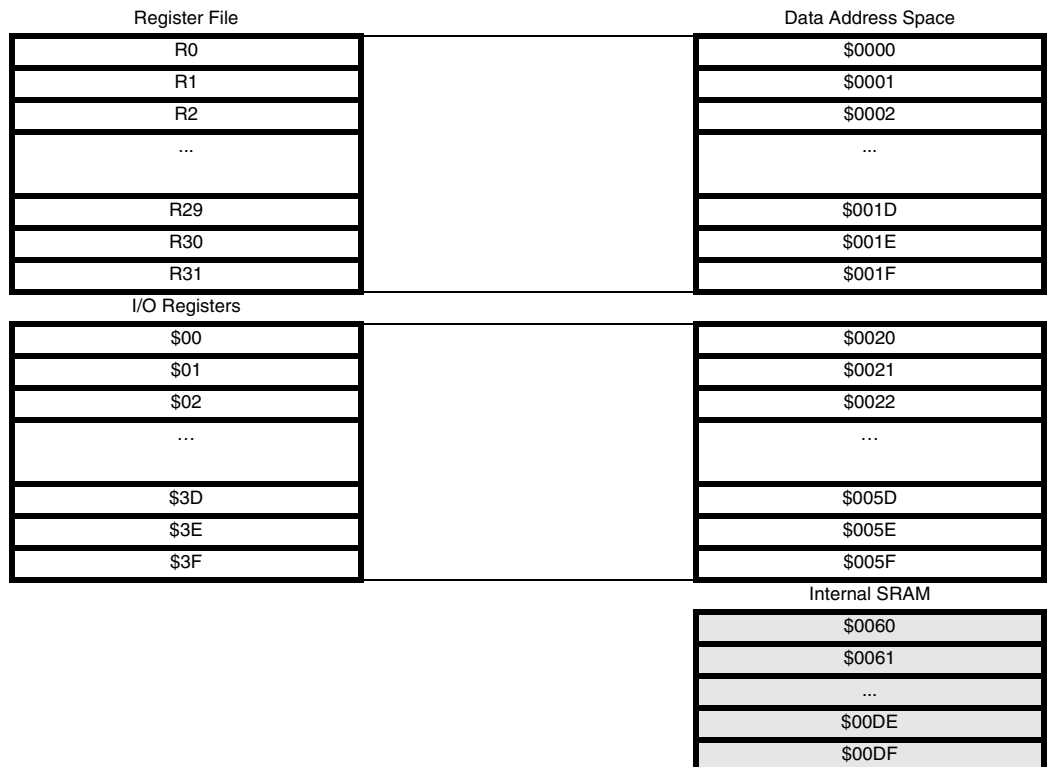 Register File Data Address Space
R0 $0000
R1 $0001
R2 $0002
... ...
R29 $001D
R30 $001E
R31 $001F
I/O Registers
$00 $0020
$01 $0021
$02 $0022
... ...
$3D $005D
$3E $005E
$3F $005F
Internal SRAM
$0060
$0061
...
$00DE
$00DF